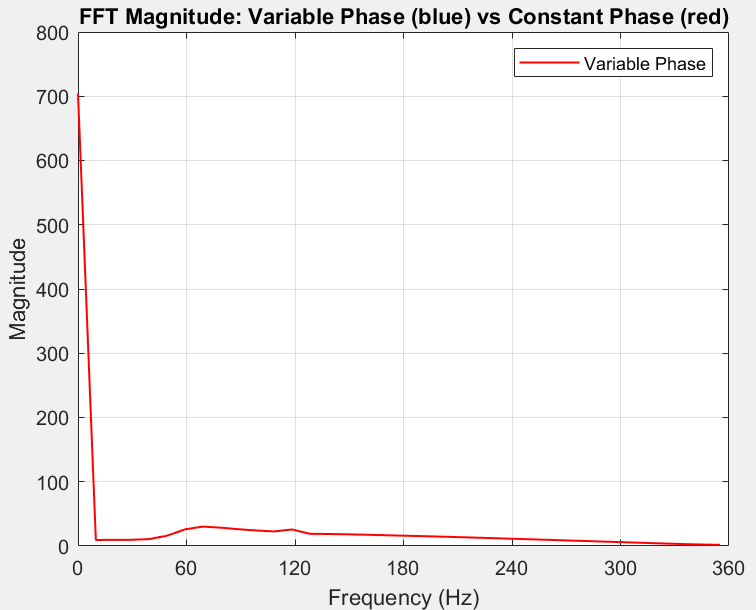 FFT Magnitude: Variable Phase (blue) vs Constant Phase (red)
Variable Phase
800
700
600
500
400
300
200
100
0
Magnitude
0 60 120 180 240 300 360
Frequency (Hz)